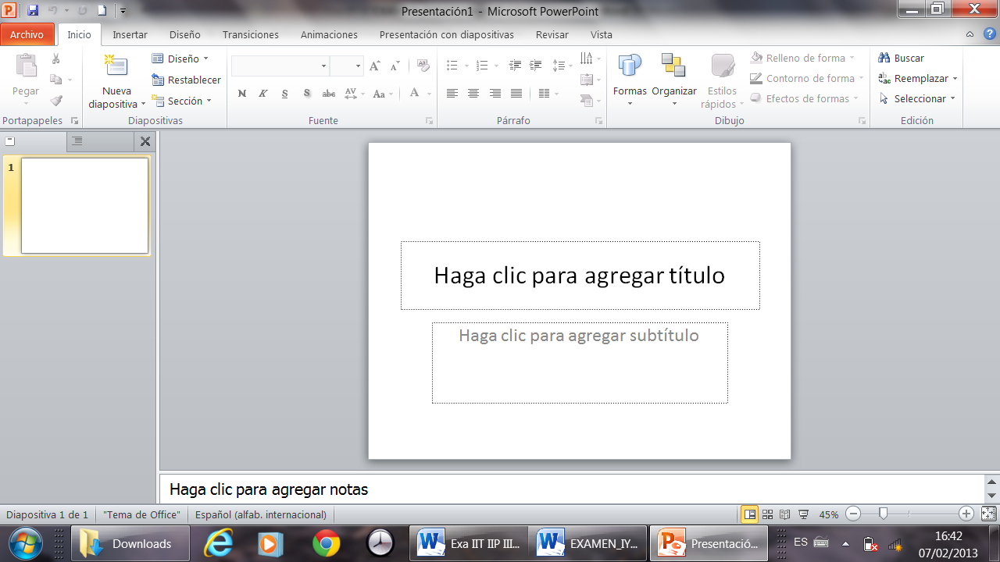 Presentación1 - Microsoft PowerPoint
Archivo Inicio Insertar Diseño Transiciones Animaciones Presentación con diapositivas Revisar Vista
Pegar
Portapapeles
Nueva
diapositiva
Diseño
Restablecer
Sección
Diapositivas
N K S S abc AV Aa A
Fuente
Párrafo
Formas
Organizar
Estilos
rápidos
Relleno de forma
Contorno de forma
Efectos de formas
Dibujo
Buscar
Reemplazar
Seleccionar
Edición
1
Haga clic para agregar título
Haga clic para agregar subtítulo
Haga clic para agregar notas
Diapositiva 1 de 1 "Tema de Office" Español (alfab. internacional) 45%
Downloads
Exa IIT IIP III...
EXAMEN_IY...
Presentació...
ES
16:42
07/02/2013